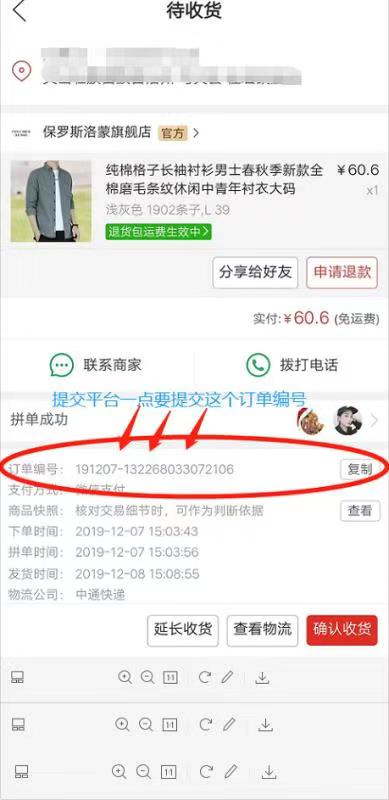 待收货
保罗斯洛蒙旗舰店 官方 >
纯棉格子长袖衬衫男士春秋季新款全 ¥60.6
棉磨毛条纹休闲中青年衬衣大码 x1
浅灰色 1902条子,L 39
退货包运费生效中>
分享给好友 申请退款
实付:¥60.6 (免运费)
联系商家 拨打电话
提交平台一点要提交这个订单编号
拼单成功
订单编号: 191207-132268033072106 复制
支付方式: 微信支付
商品快照: 核对交易细节时，可作为判断依据 查看
下单时间: 2019-12-07 15:03:43
拼单时间: 2019-12-07 15:03:56
发货时间: 2019-12-08 15:08:55
物流公司: 中通快递
延长收货 查看物流 确认收货
1:1
1:1
1:1